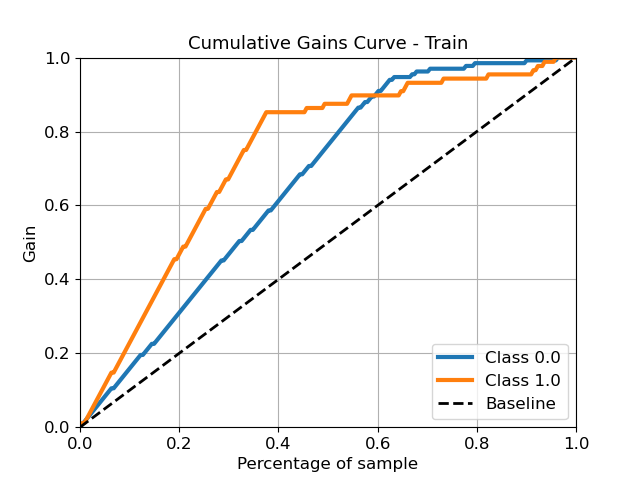 Cumulative Gains Curve - Train
1.0
0.8
0.6
0.4
0.2
0.0
Gain
0.0 0.2 0.4 0.6 0.8 1.0
Percentage of sample
Class 0.0
Class 1.0
Baseline